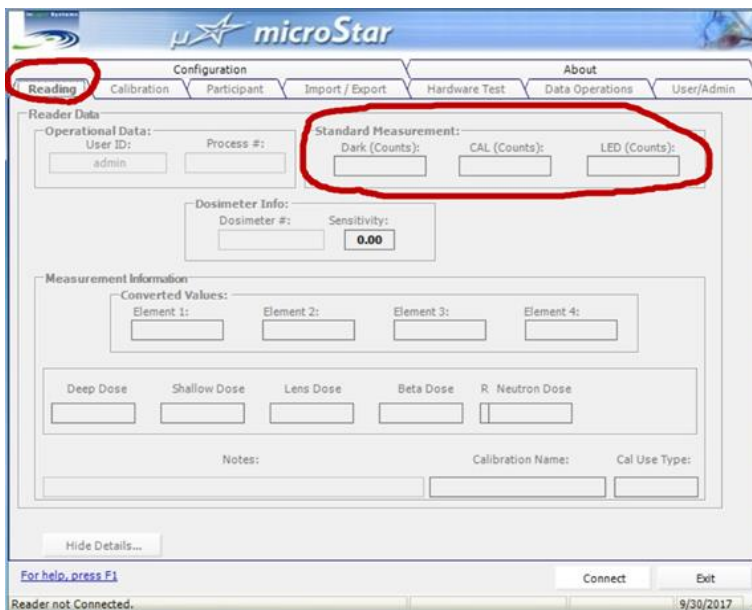 Systems
microStar
Configuration About
Reading Calibration Participant Import / Export Hardware Test Data Operations User/Admin
Reader Data
Operational Data: Standard Measurement:
User ID: Process #: Dark (Counts): CAL (Counts): LED (Counts):
admin
Dosimeter Info:
Dosimeter #: Sensitivity:
0.00
Measurement Information
Converted Values:
Element 1: Element 2: Element 3: Element 4:
Deep Dose Shallow Dose Lens Dose Beta Dose R Neutron Dose
Notes: Calibration Name: Cal Use Type:
Hide Details...
For help, press F1 Connect Exit
Reader not Connected. 9/30/2017